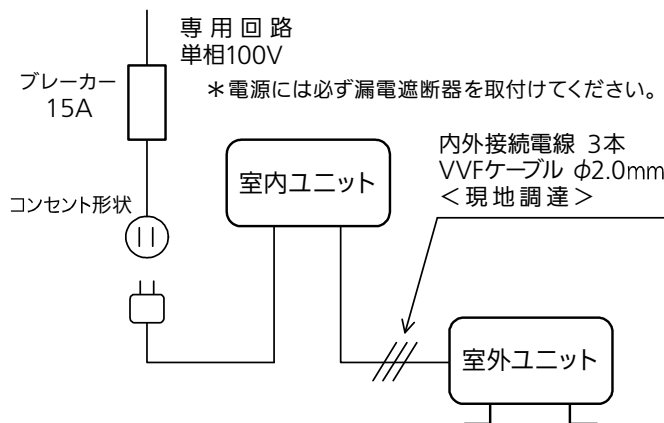 専用回路
単相100V
ブレーカー
15A
＊電源には必ず漏電遮断器を取付けてください。
内外接続電線 3本
VVFケーブル φ2.0mm
＜現地調達＞
室内ユニット
コンセント形状
室外ユニット